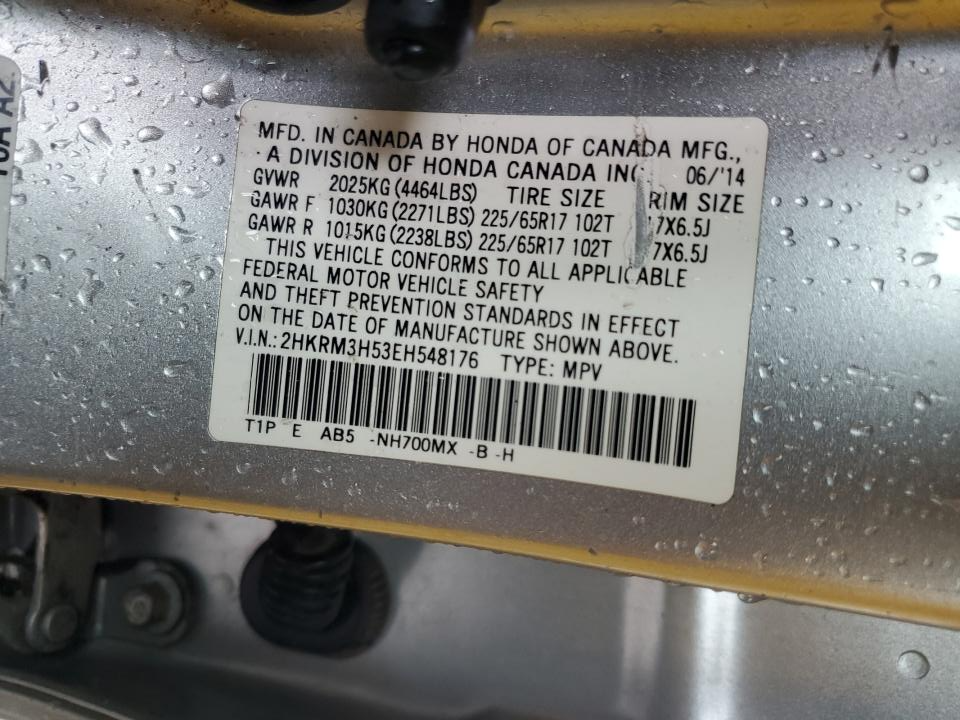 10A A2
MFD. IN CANADA BY HONDA OF CANADA MFG.,
A DIVISION OF HONDA CANADA INC 06/'14
GVWR 2025KG (4464LBS) TIRE SIZE RIM SIZE
GAWR F 1030KG (2271LBS) 225/65R17 102T 17X6.5J
GAWR R 1015KG (2238LBS) 225/65R17 102T 7X6.5J
THIS VEHICLE CONFORMS TO ALL APPLICABLE
FEDERAL MOTOR VEHICLE SAFETY
AND THEFT PREVENTION STANDARDS IN EFFECT
ON THE DATE OF MANUFACTURE SHOWN ABOVE.
V.I.N.: 2HKRM3H53EH548176 TYPE: MPV
T1P E AB5 -NH700MX -B -H